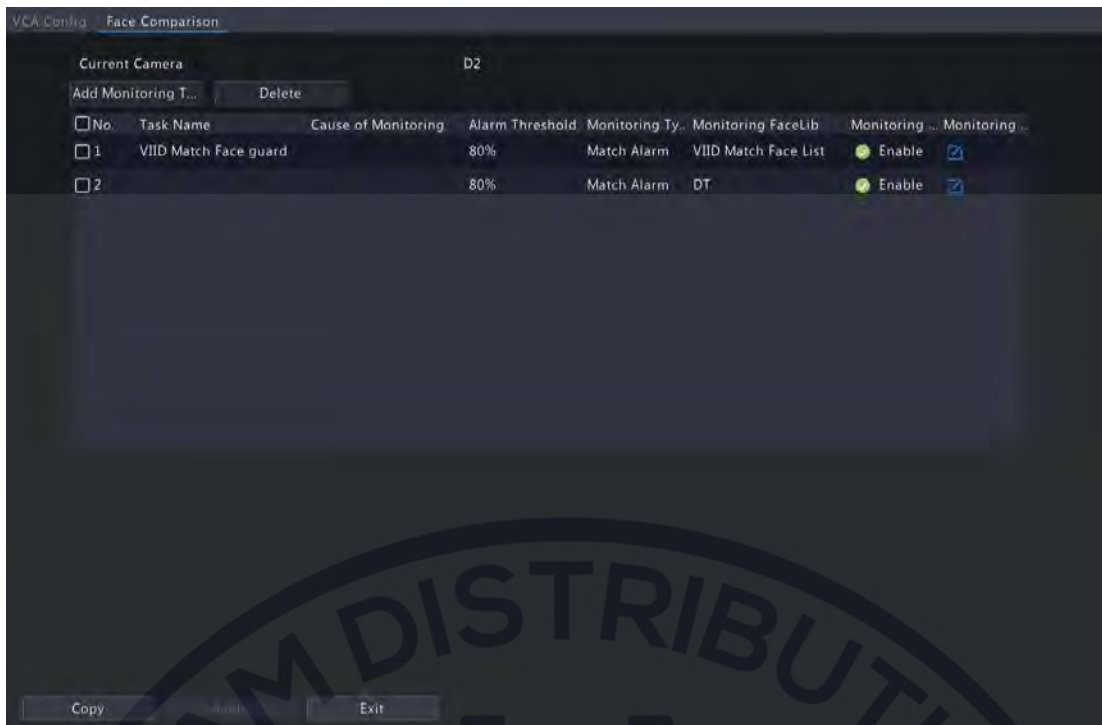 VCA Config Face Comparison
Current Camera D2
Add Monitoring T... Delete
No. Task Name Cause of Monitoring Alarm Threshold Monitoring Ty.. Monitoring FaceLib Monitoring ... Monitoring ...
1 VIID Match Face guard 80% Match Alarm VIID Match Face List Enable
2 80% Match Alarm DT Enable
DISTRIBUT
Copy Exit